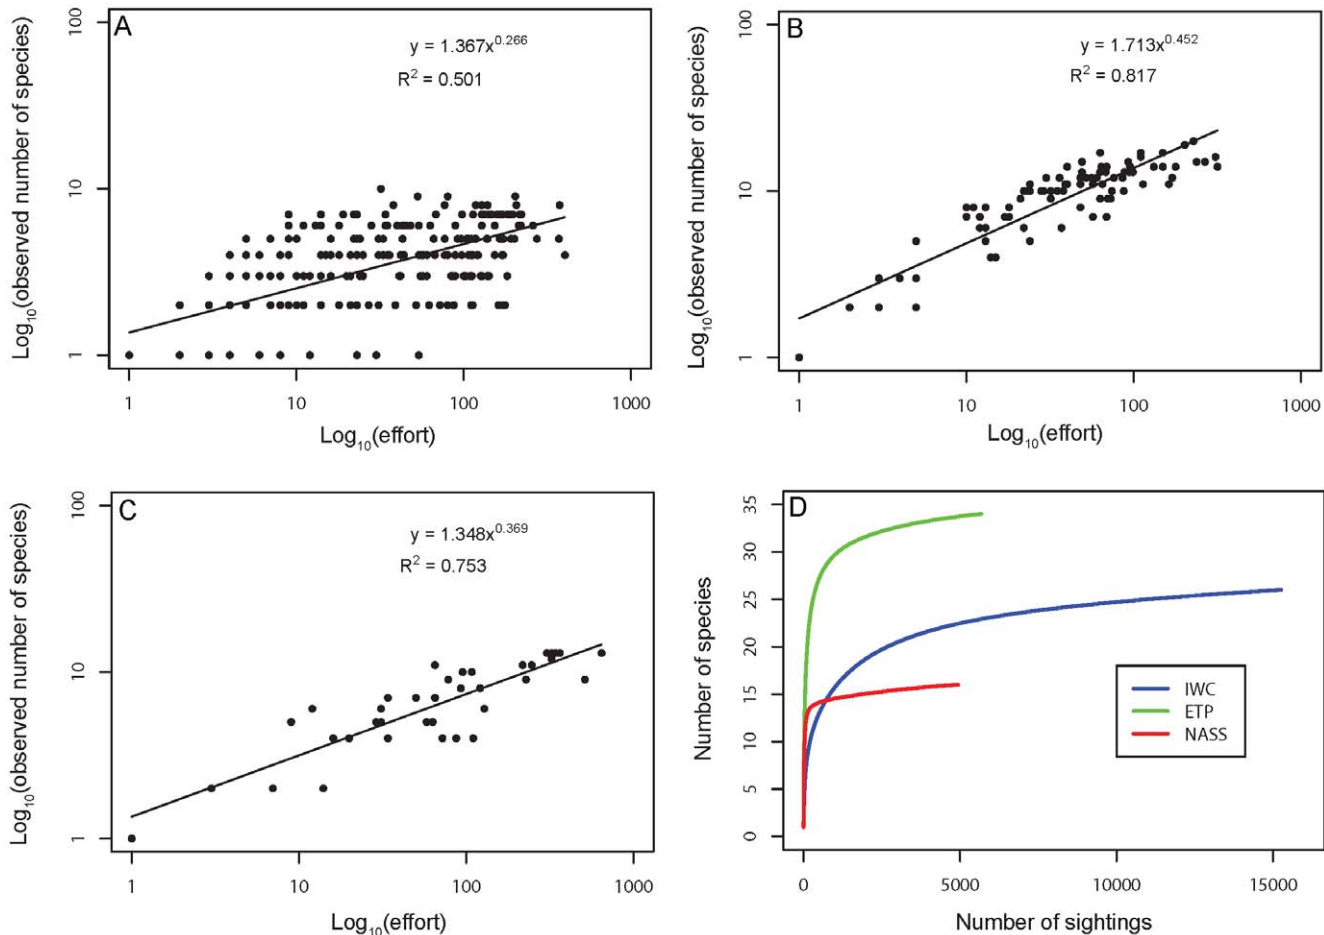 A
y = 1.367x^0.266
R^2 = 0.501
Log10(observed number of species)
100
10
1
1 10 100 1000
Log10(effort)
B
y = 1.713x^0.452
R^2 = 0.817
Log10(observed number of species)
100
10
1
1 10 100 1000
Log10(effort)
C
y = 1.348x^0.369
R^2 = 0.753
Log10(observed number of species)
100
10
1
1 10 100 1000
Log10(effort)
D
Number of species
35
30
25
20
15
10
5
0
IWC
ETP
NASS
0 5000 10000 15000
Number of sightings